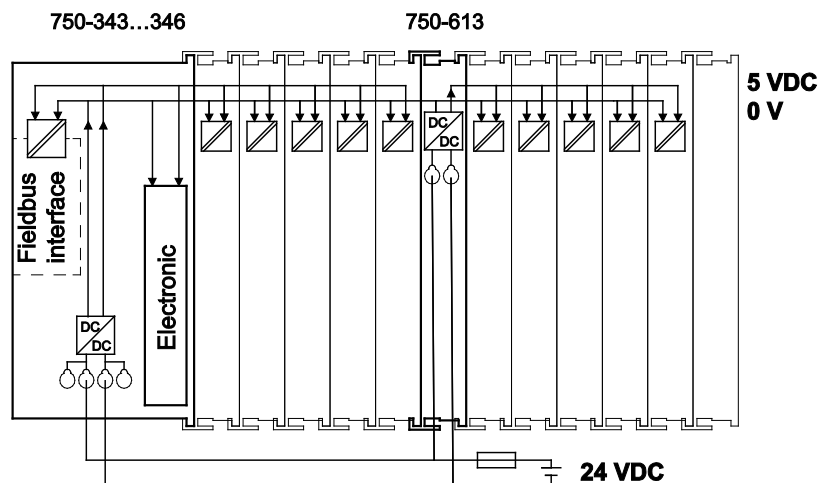 750-343...346
750-613
5 VDC
0 V
DC
DC
Fieldbus
interface
Electronic
DC
DC
24 VDC